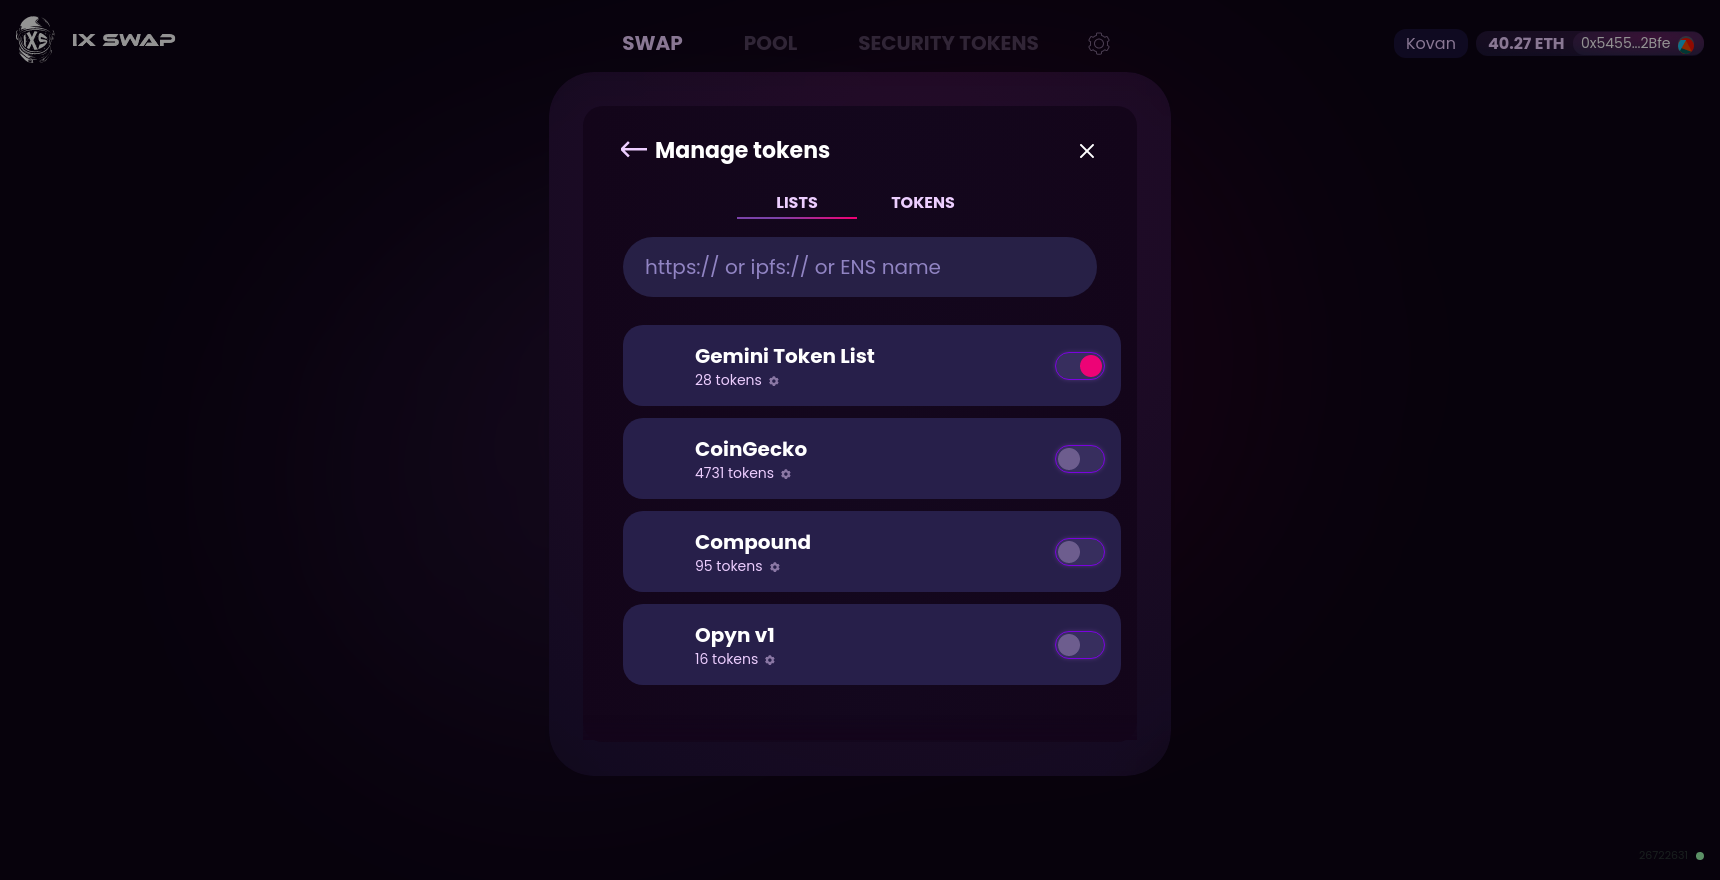 IXS IX SWAP
SWAP POOL SECURITY TOKENS
Kovan 40.27 ETH 0x5455...2Bfe
Manage tokens
LISTS TOKENS
https:// or ipfs:// or ENS name
Gemini Token List
28 tokens
CoinGecko
4731 tokens
Compound
95 tokens
Opyn v1
16 tokens
26722631